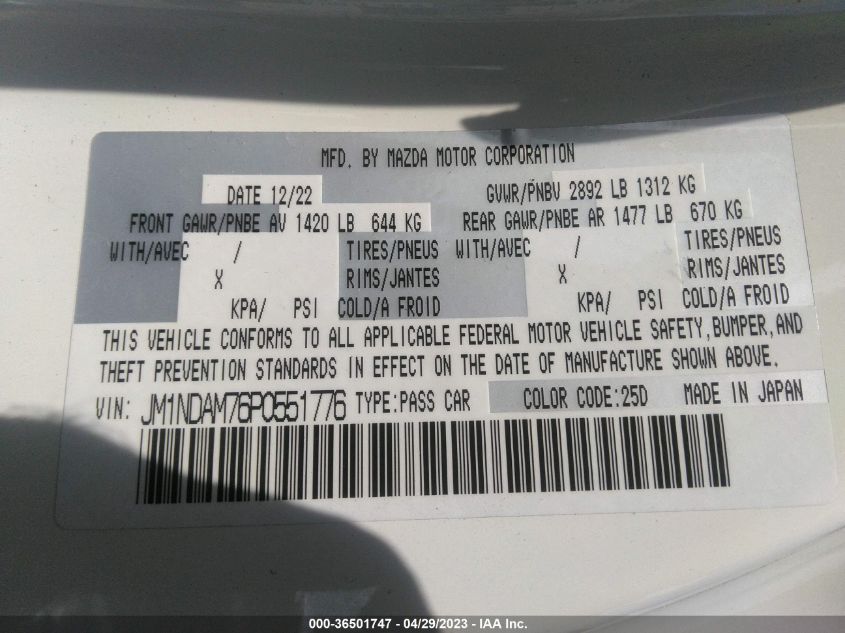 MFD. BY MAZDA MOTOR CORPORATION
DATE 12/22 GVWR/PNBV 2892 LB 1312 KG
FRONT GAWR/PNBE AV 1420 LB 644 KG REAR GAWR/PNBE AR 1477 LB 670 KG
WITH/AVEC / TIRES/PNEUS WITH/AVEC / TIRES/PNEUS
X RIMS/JANTES X RIMS/JANTES
KPA/ PSI COLD/A FROID KPA/ PSI COLD/A FROID
THIS VEHICLE CONFORMS TO ALL APPLICABLE FEDERAL MOTOR VEHICLE SAFETY,BUMPER,AND
THEFT PREVENTION STANDARDS IN EFFECT ON THE DATE OF MANUFACTURE SHOWN ABOVE.
VIN: JM1NDAM76P0551776 TYPE:PASS CAR COLOR CODE:25D MADE IN JAPAN
000-36501747 - 04/29/2023 - IAA Inc.